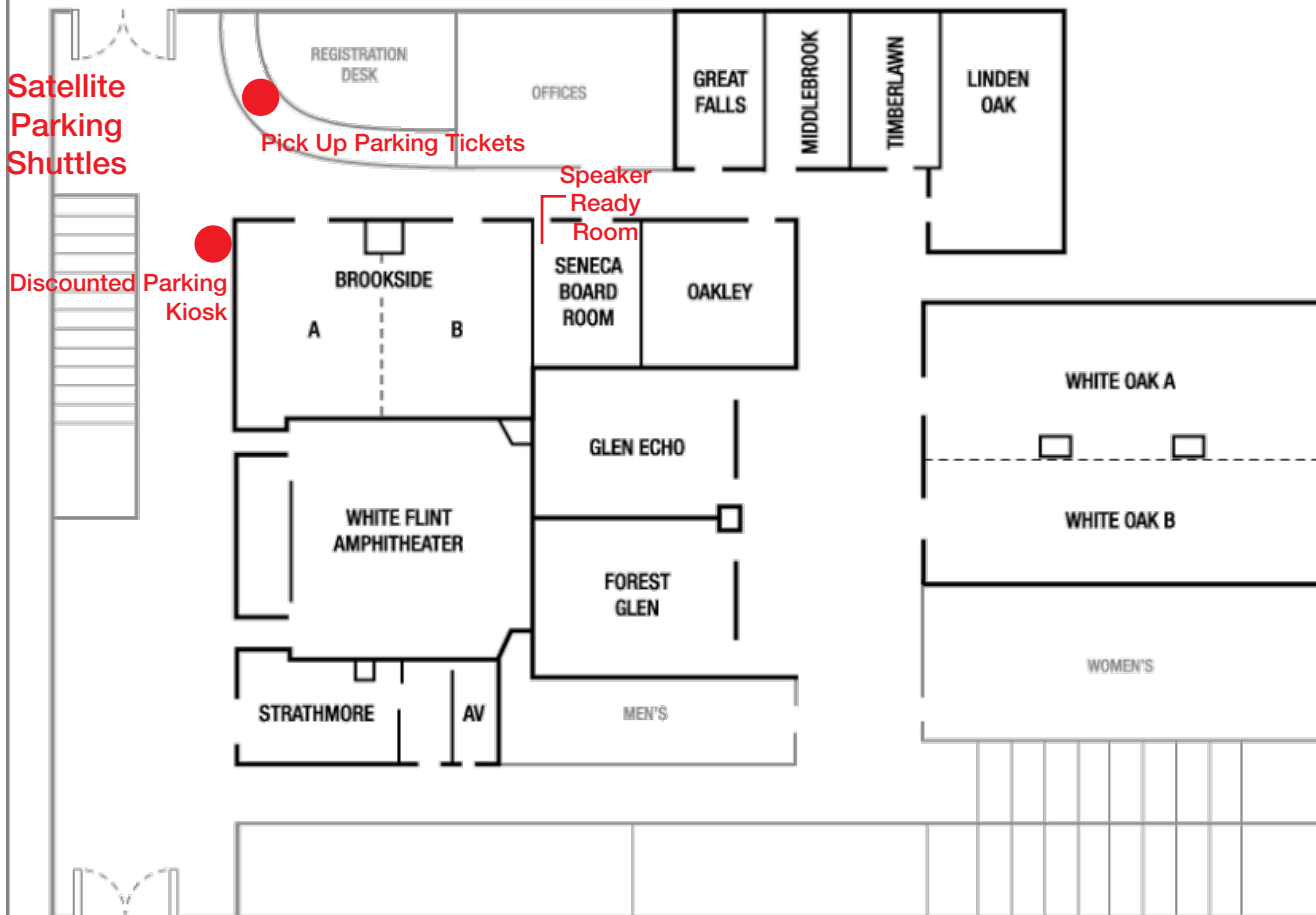 REGISTRATION
DESK
OFFICES
GREAT
FALLS
MIDDLEBROOK
TIMBERLAWN
LINDEN
OAK
Satellite
Parking
Shuttles
Pick Up Parking Tickets
Speaker
Ready
Room
Discounted Parking
Kiosk
BROOKSIDE
A
B
SENECA
BOARD
ROOM
OAKLEY
WHITE OAK A
GLEN ECHO
WHITE FLINT
AMPHITHEATER
WHITE OAK B
FOREST
GLEN
WOMEN'S
STRATHMORE
AV
MEN'S